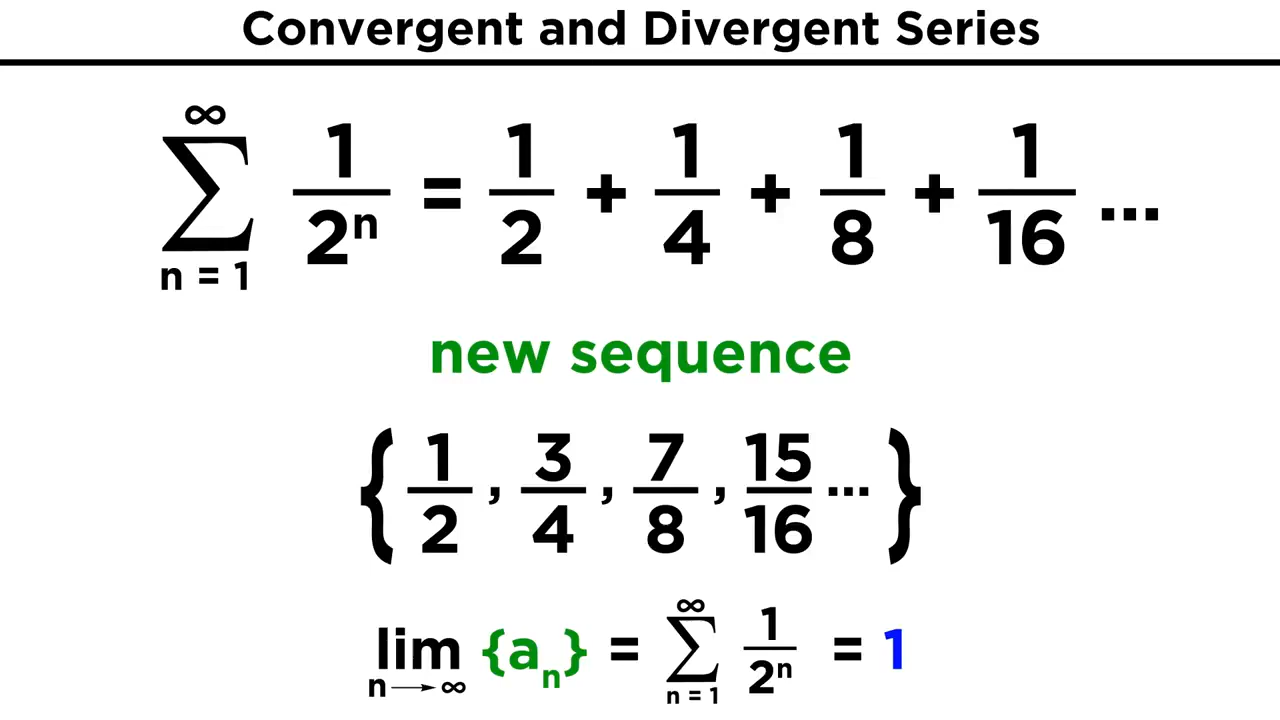 Convergent and Divergent Series
∞
∑ 1/2ⁿ = 1/2 + 1/4 + 1/8 + 1/16 ...
n = 1
new sequence
{ 1/2 , 3/4 , 7/8 , 15/16 ... }
lim {aₙ} = ∑ 1/2ⁿ = 1
n → ∞ ∞ n = 1